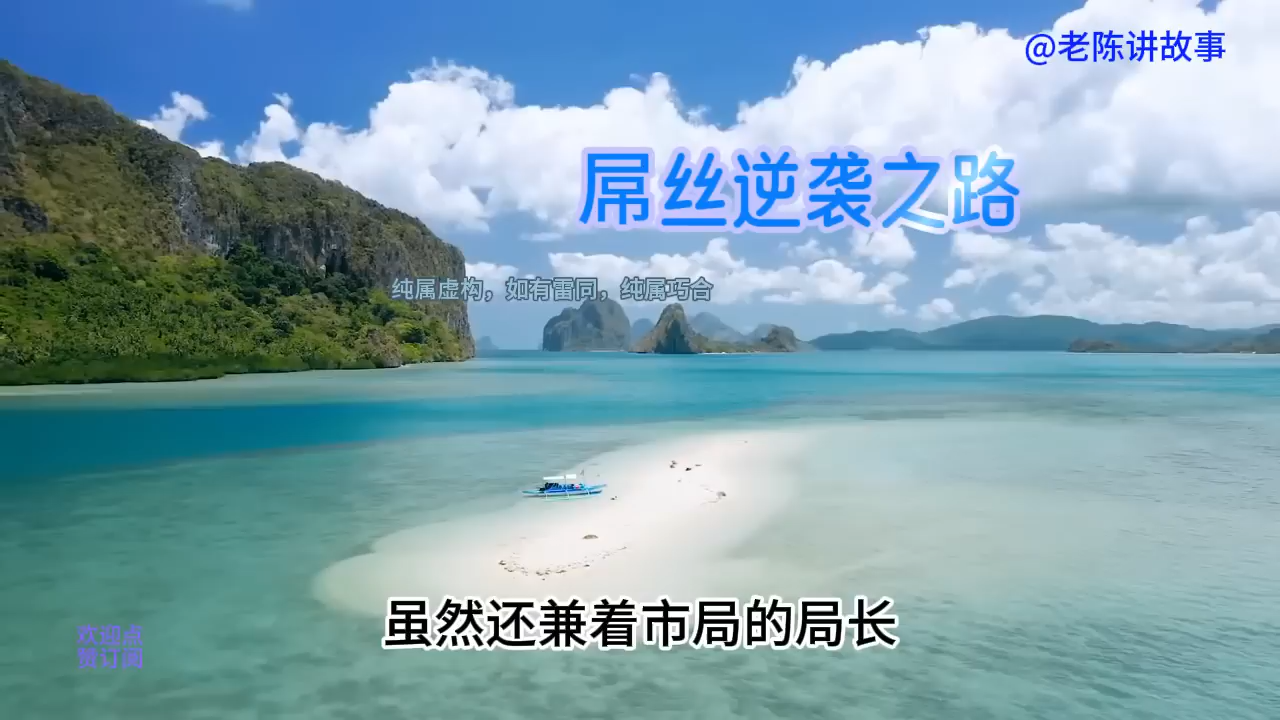 @老陈讲故事
屌丝逆袭之路
纯属虚构，如有雷同，纯属巧合
虽然还兼着市局的局长
欢迎点
赞订阅